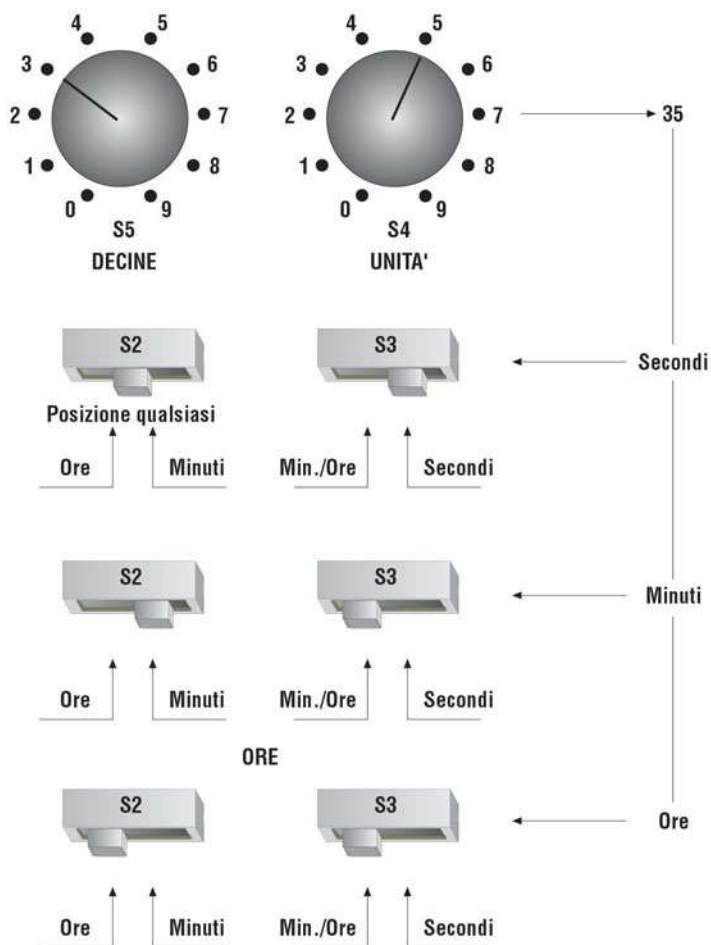 4 5 4 5
3 6 3 6
2 7 2 7 35
1 8 1 8
0 9 0 9
S5 S4
DECINE UNITA'
S2 S3 Secondi
Posizione qualsiasi
Ore Minuti Min./Ore Secondi
S2 S3 Minuti
Ore Minuti Min./Ore Secondi
ORE
S2 S3 Ore
Ore Minuti Min./Ore Secondi